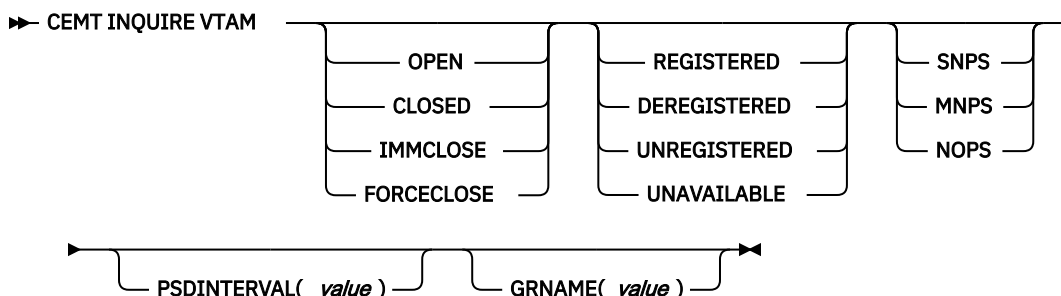 CEMT INQUIRE VTAM
OPEN
CLOSED
IMMCLOSE
FORCECLOSE
REGISTERED
DEREGISTERED
UNREGISTERED
UNAVAILABLE
SNPS
MNPS
NOPS
PSDINTERVAL( value )
GRNAME( value )